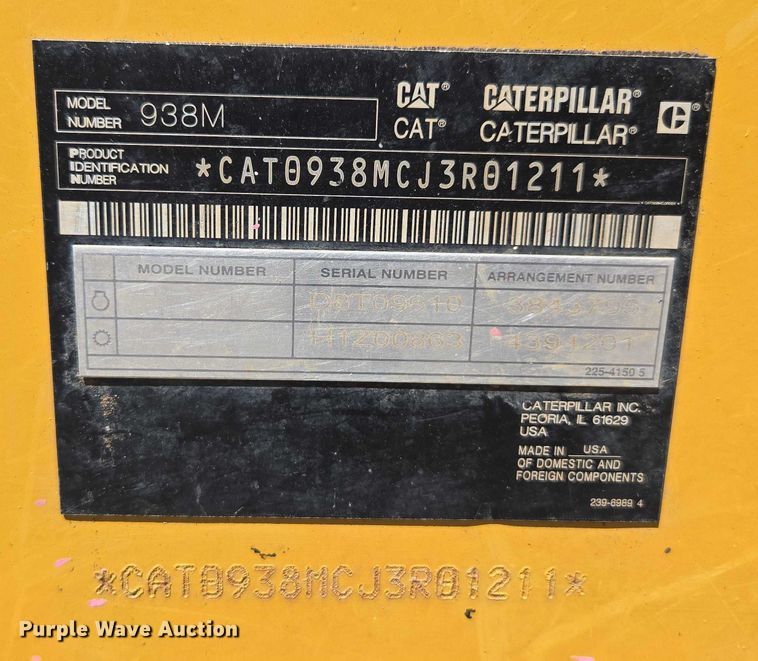 MODEL NUMBER 938M
CAT® CATERPILLAR®
CAT® CATERPILLAR®
PRODUCT IDENTIFICATION NUMBER *CAT0938MCJ3R01211*
MODEL NUMBER SERIAL NUMBER ARRANGEMENT NUMBER
225-4150 5
CATERPILLAR INC.
PEORIA, IL 61629
USA
MADE IN USA
OF DOMESTIC AND
FOREIGN COMPONENTS
239-6989 4
*CAT0938MCJ3R01211*
Purple Wave Auction